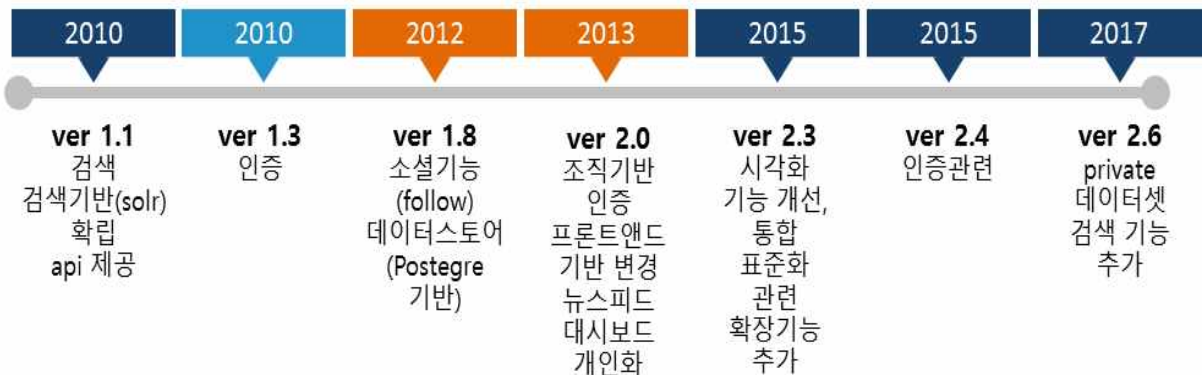 2010
2010
2012
2013
2015
2015
2017
ver 1.1
검색
검색기반(solr)
확립
api 제공
ver 1.3
인증
ver 1.8
소셜기능
(follow)
데이터스토어
(Postegre
기반)
ver 2.0
조직기반
인증
프론트앤드
기반 변경
뉴스피드
대시보드
개인화
ver 2.3
시각화
기능 개선,
통합
표준화
관련
확장기능
추가
ver 2.4
인증관련
ver 2.6
private
데이터셋
검색 기능
추가